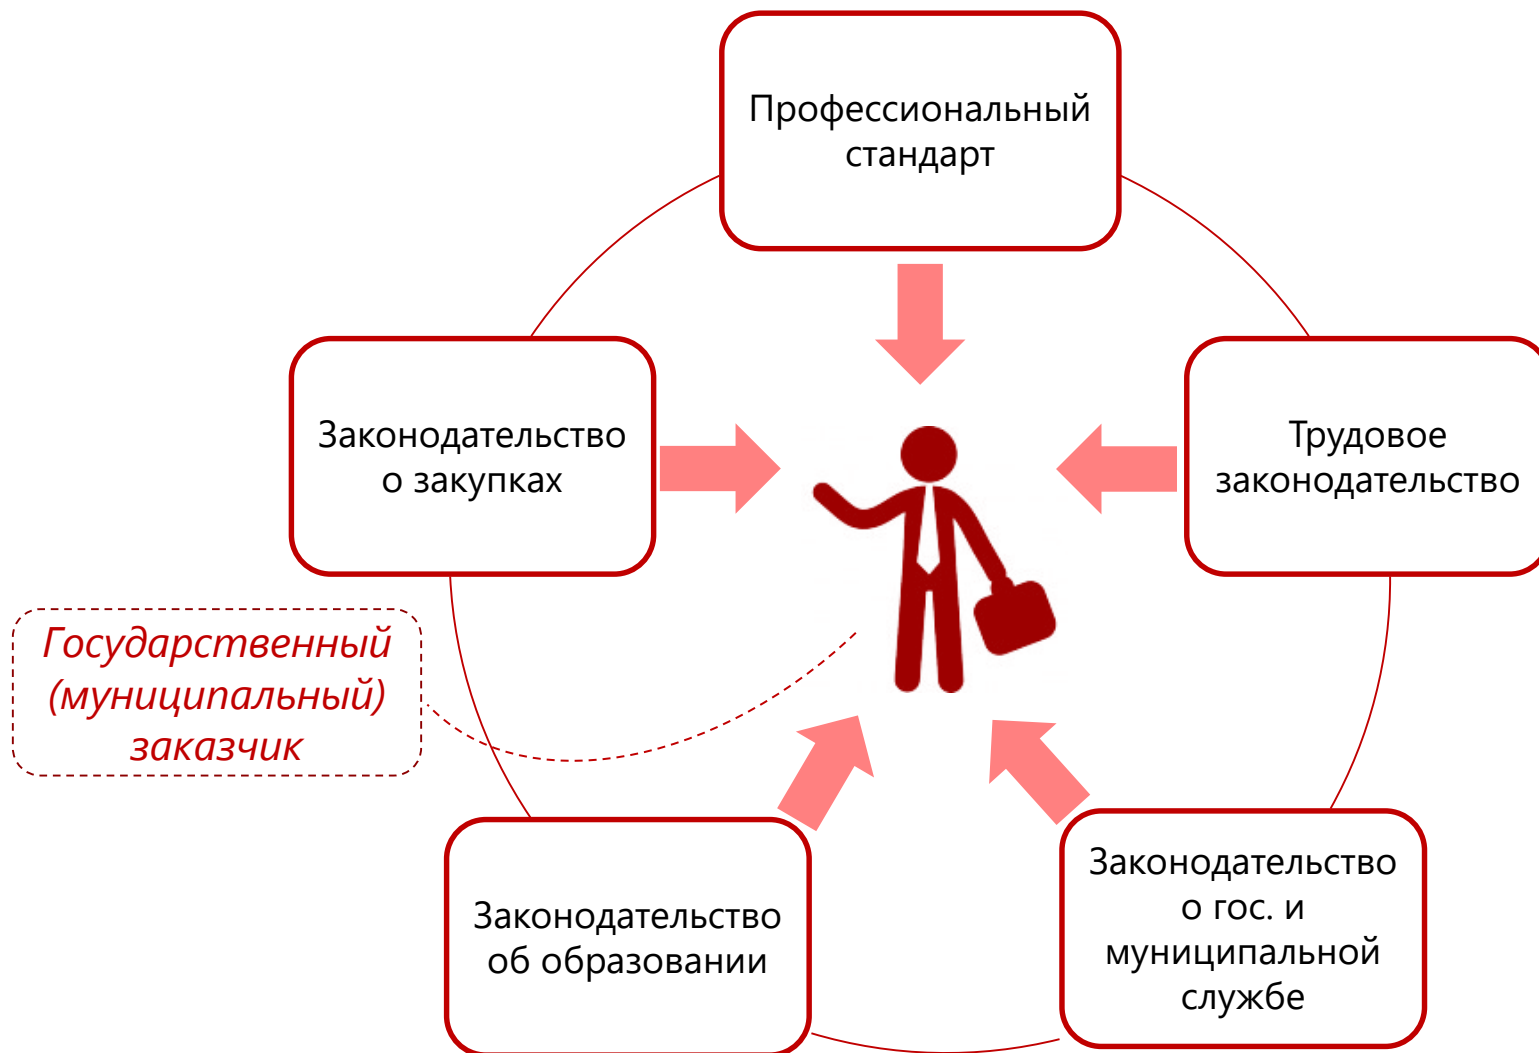 Профессиональный
стандарт
Законодательство
о закупках
Трудовое
законодательство
Государственный
(муниципальный)
заказчик
Законодательство
об образовании
Законодательство
о гос. и
муниципальной
службе